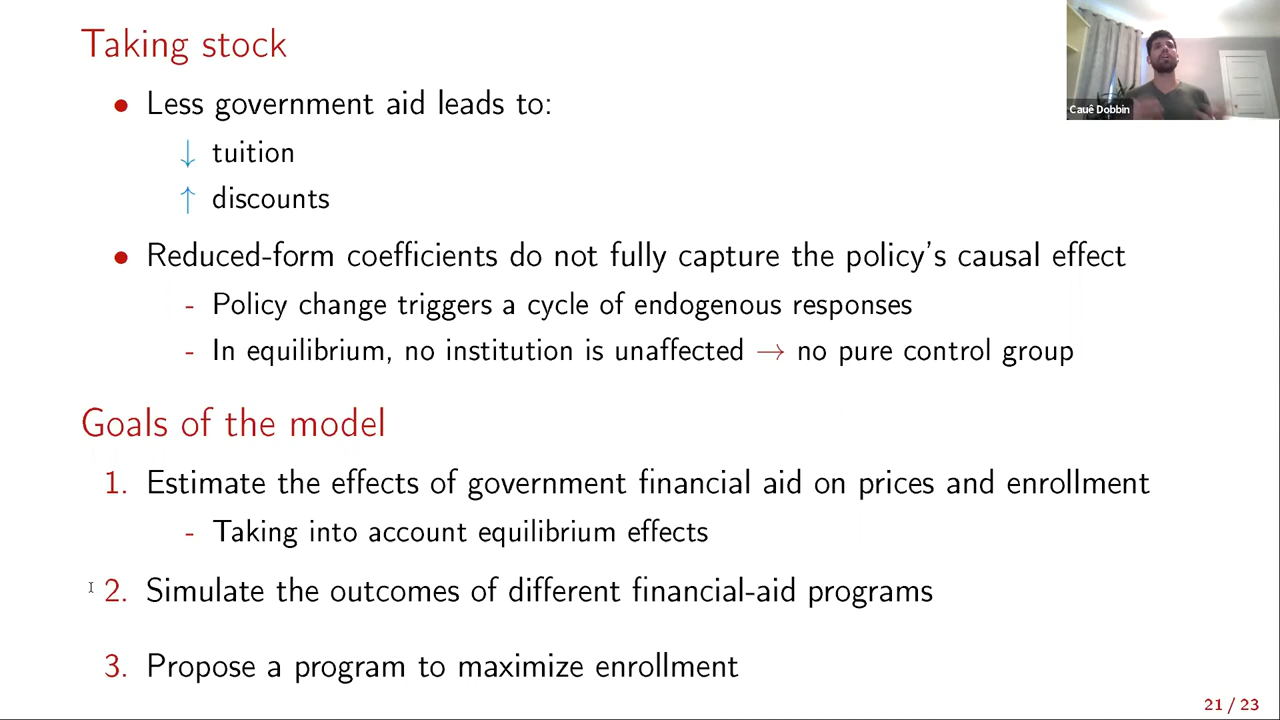 Taking stock
Cauê Dobbin
• Less government aid leads to:
↓ tuition
↑ discounts
• Reduced-form coefficients do not fully capture the policy's causal effect
- Policy change triggers a cycle of endogenous responses
- In equilibrium, no institution is unaffected → no pure control group
Goals of the model
1. Estimate the effects of government financial aid on prices and enrollment
- Taking into account equilibrium effects
2. Simulate the outcomes of different financial-aid programs
3. Propose a program to maximize enrollment
21 / 23